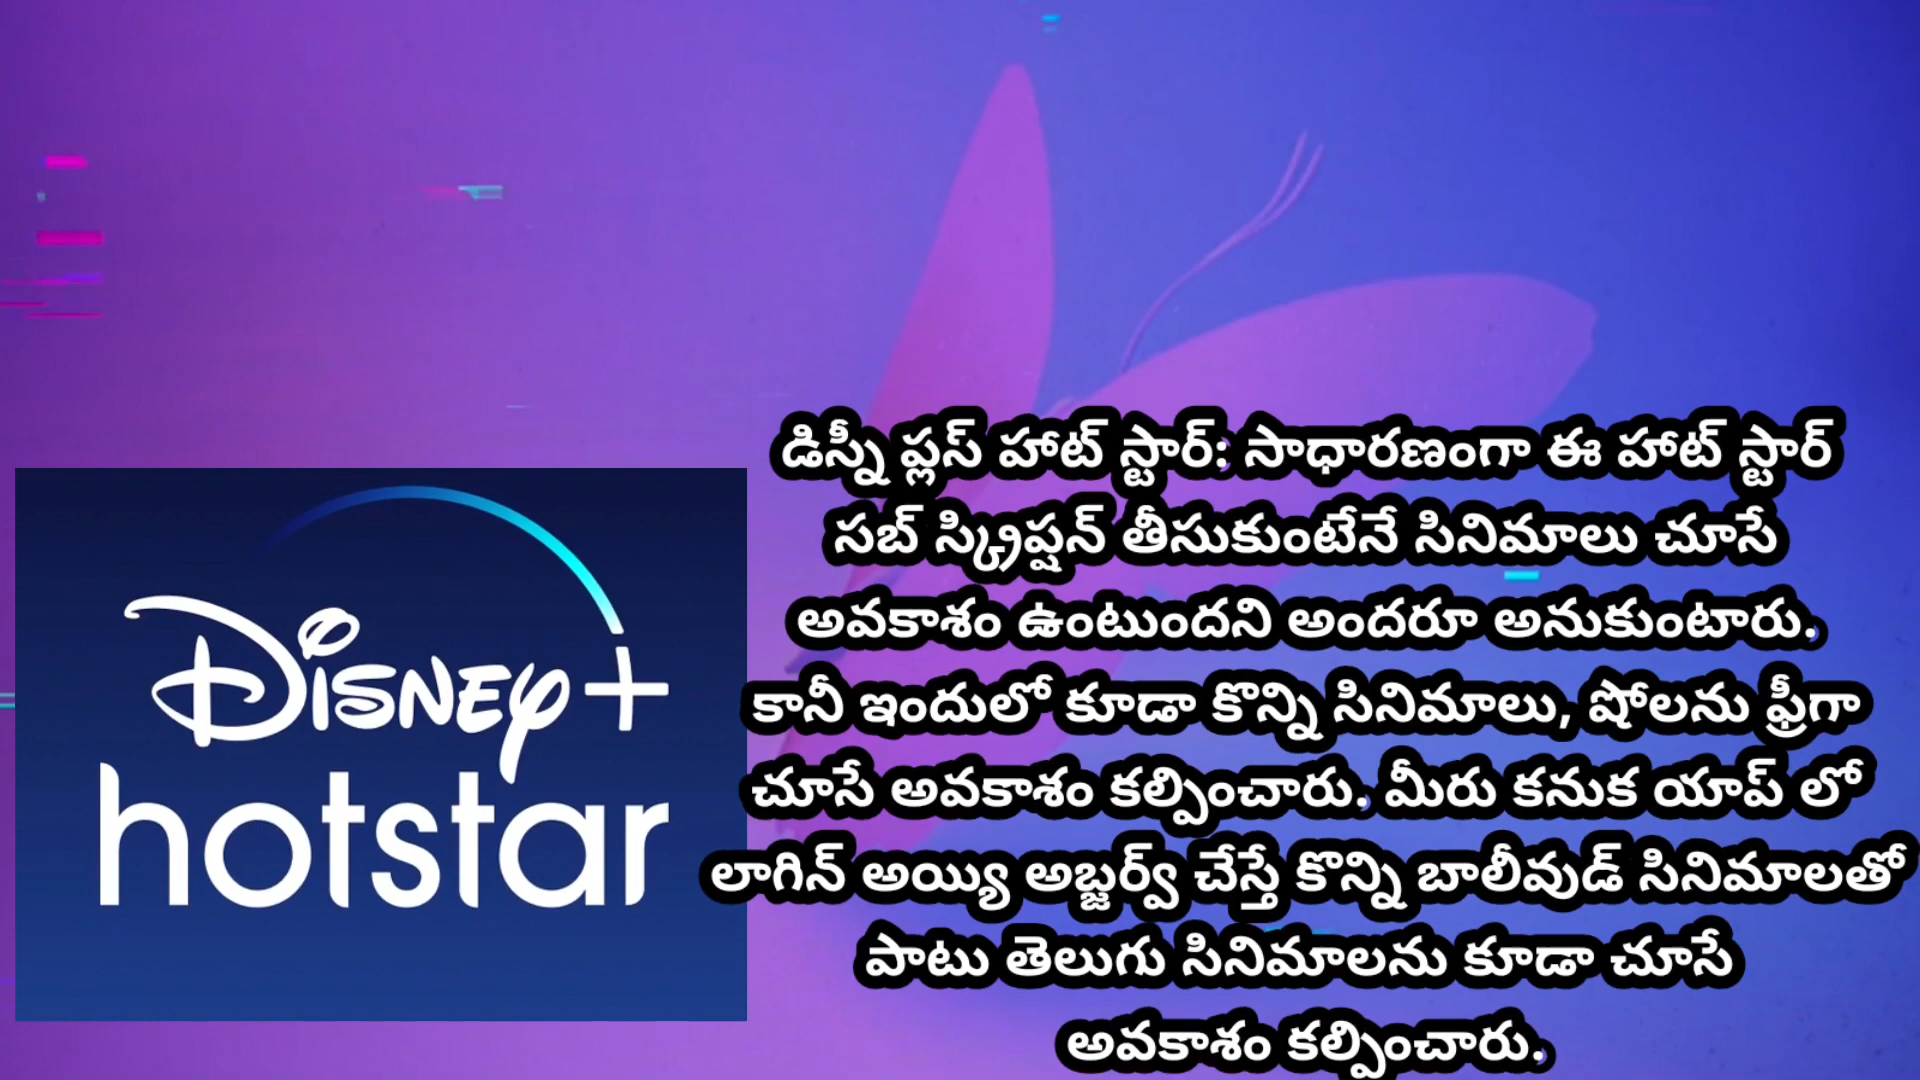 డిస్నీ ప్లస్ హాట్ స్టార్: సాధారణంగా ఈ హాట్ స్టార్
సబ్ స్క్రిప్షన్ తీసుకుంటేనే సినిమాలు చూసే
అవకాశం ఉంటుందని అందరూ అనుకుంటారు.
కానీ ఇందులో కూడా కొన్ని సినిమాలు, షోలను ఫ్రీగా
చూసే అవకాశం కల్పించారు. మీరు కనుక యాప్ లో
లాగిన్ అయ్యి అబ్జర్వ్ చేస్తే కొన్ని బాలీవుడ్ సినిమాలతో
పాటు తెలుగు సినిమాలను కూడా చూసే
అవకాశం కల్పించారు.
Disney+
hotstar